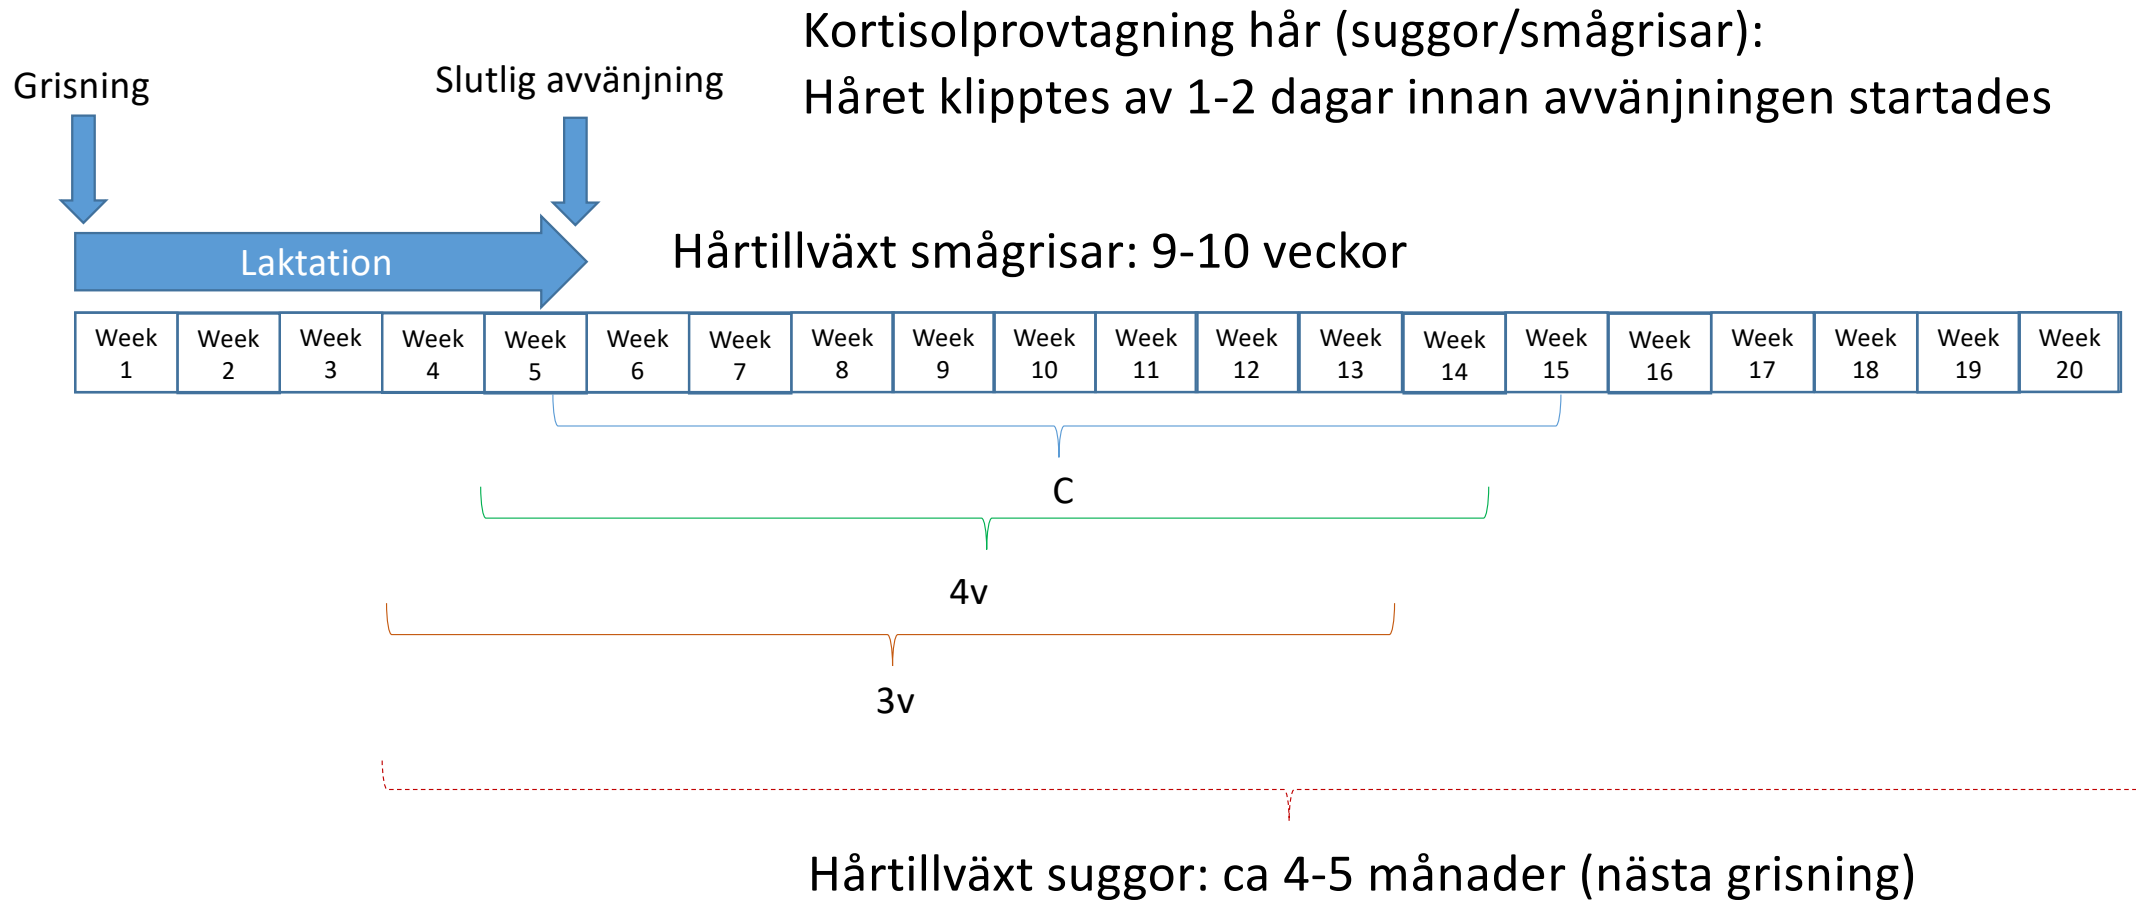 Kortisolprovtagning hår (suggor/smågrisar):
Håret klipptes av 1-2 dagar innan avvänjningen startades
Grisning
Slutlig avvänjning
Laktation
Hårtillväxt smågrisar: 9-10 veckor
Week 1
Week 2
Week 3
Week 4
Week 5
Week 6
Week 7
Week 8
Week 9
Week 10
Week 11
Week 12
Week 13
Week 14
Week 15
Week 16
Week 17
Week 18
Week 19
Week 20
C
4v
3v
Hårtillväxt suggor: ca 4-5 månader (nästa grisning)